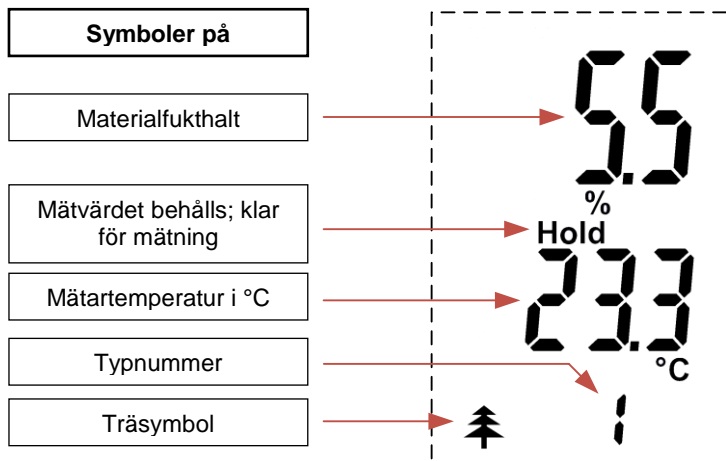 Symboler på
Materialfukthalt
5.5
%
Mätvärdet behålls; klar
för mätning
Hold
Mätartemperatur i °C
23.3
°C
Typnummer
1
Träsymbol